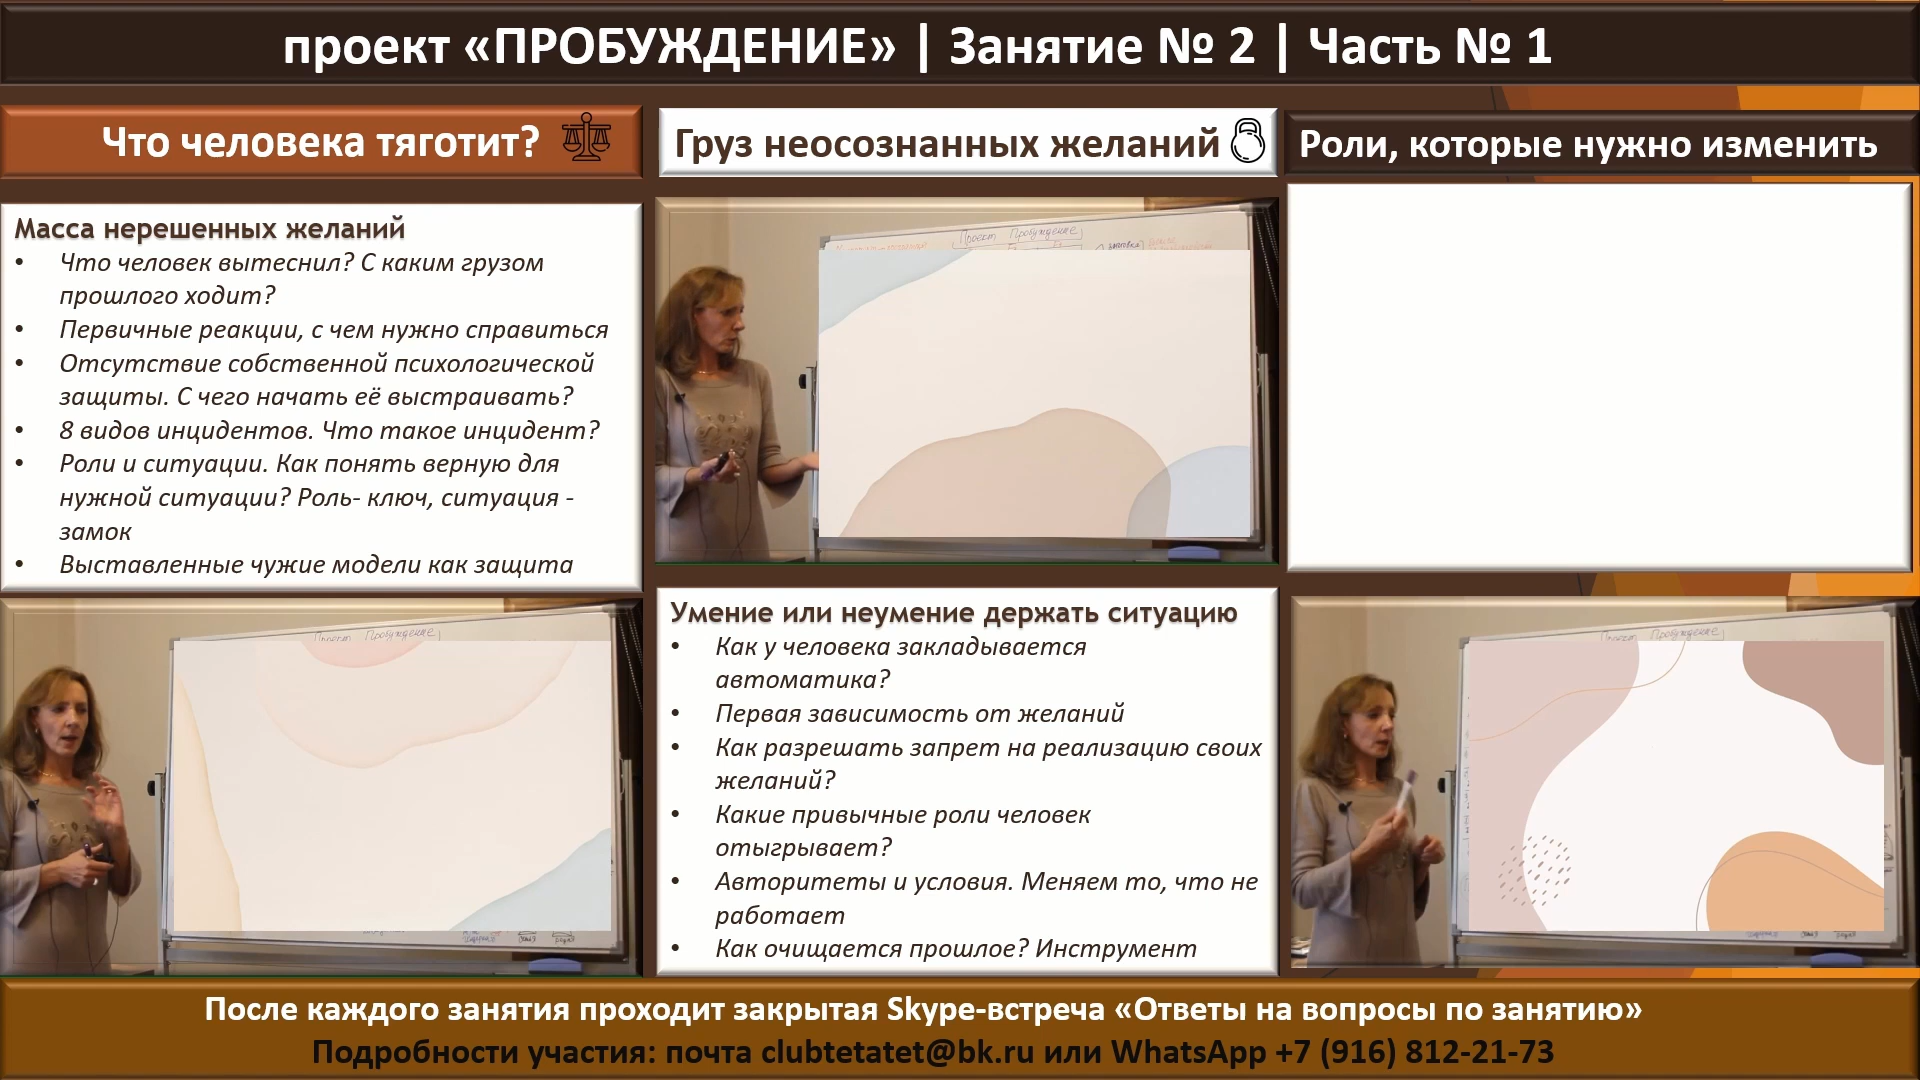 проект «ПРОБУЖДЕНИЕ» | Занятие № 2 | Часть № 1
Что человека тяготит?
Груз неосознанных желаний
Роли, которые нужно изменить
Масса нерешенных желаний
• Что человек вытеснил? С каким грузом
прошлого ходит?
• Первичные реакции, с чем нужно справиться
• Отсутствие собственной психологической
защиты. С чего начать её выстраивать?
• 8 видов инцидентов. Что такое инцидент?
• Роли и ситуации. Как понять верную для
нужной ситуации? Роль- ключ, ситуация -
замок
• Выставленные чужие модели как защита
Проект Пробуждение
Проект Пробуждение
Умение или неумение держать ситуацию
• Как у человека закладывается
автоматика?
• Первая зависимость от желаний
• Как разрешать запрет на реализацию своих
желаний?
• Какие привычные роли человек
отыгрывает?
• Авторитеты и условия. Меняем то, что не
работает
• Как очищается прошлое? Инструмент
Проект Пробуждение
После каждого занятия проходит закрытая Skype-встреча «Ответы на вопросы по занятию»
Подробности участия: почта clubtetatet@bk.ru или WhatsApp +7 (916) 812-21-73